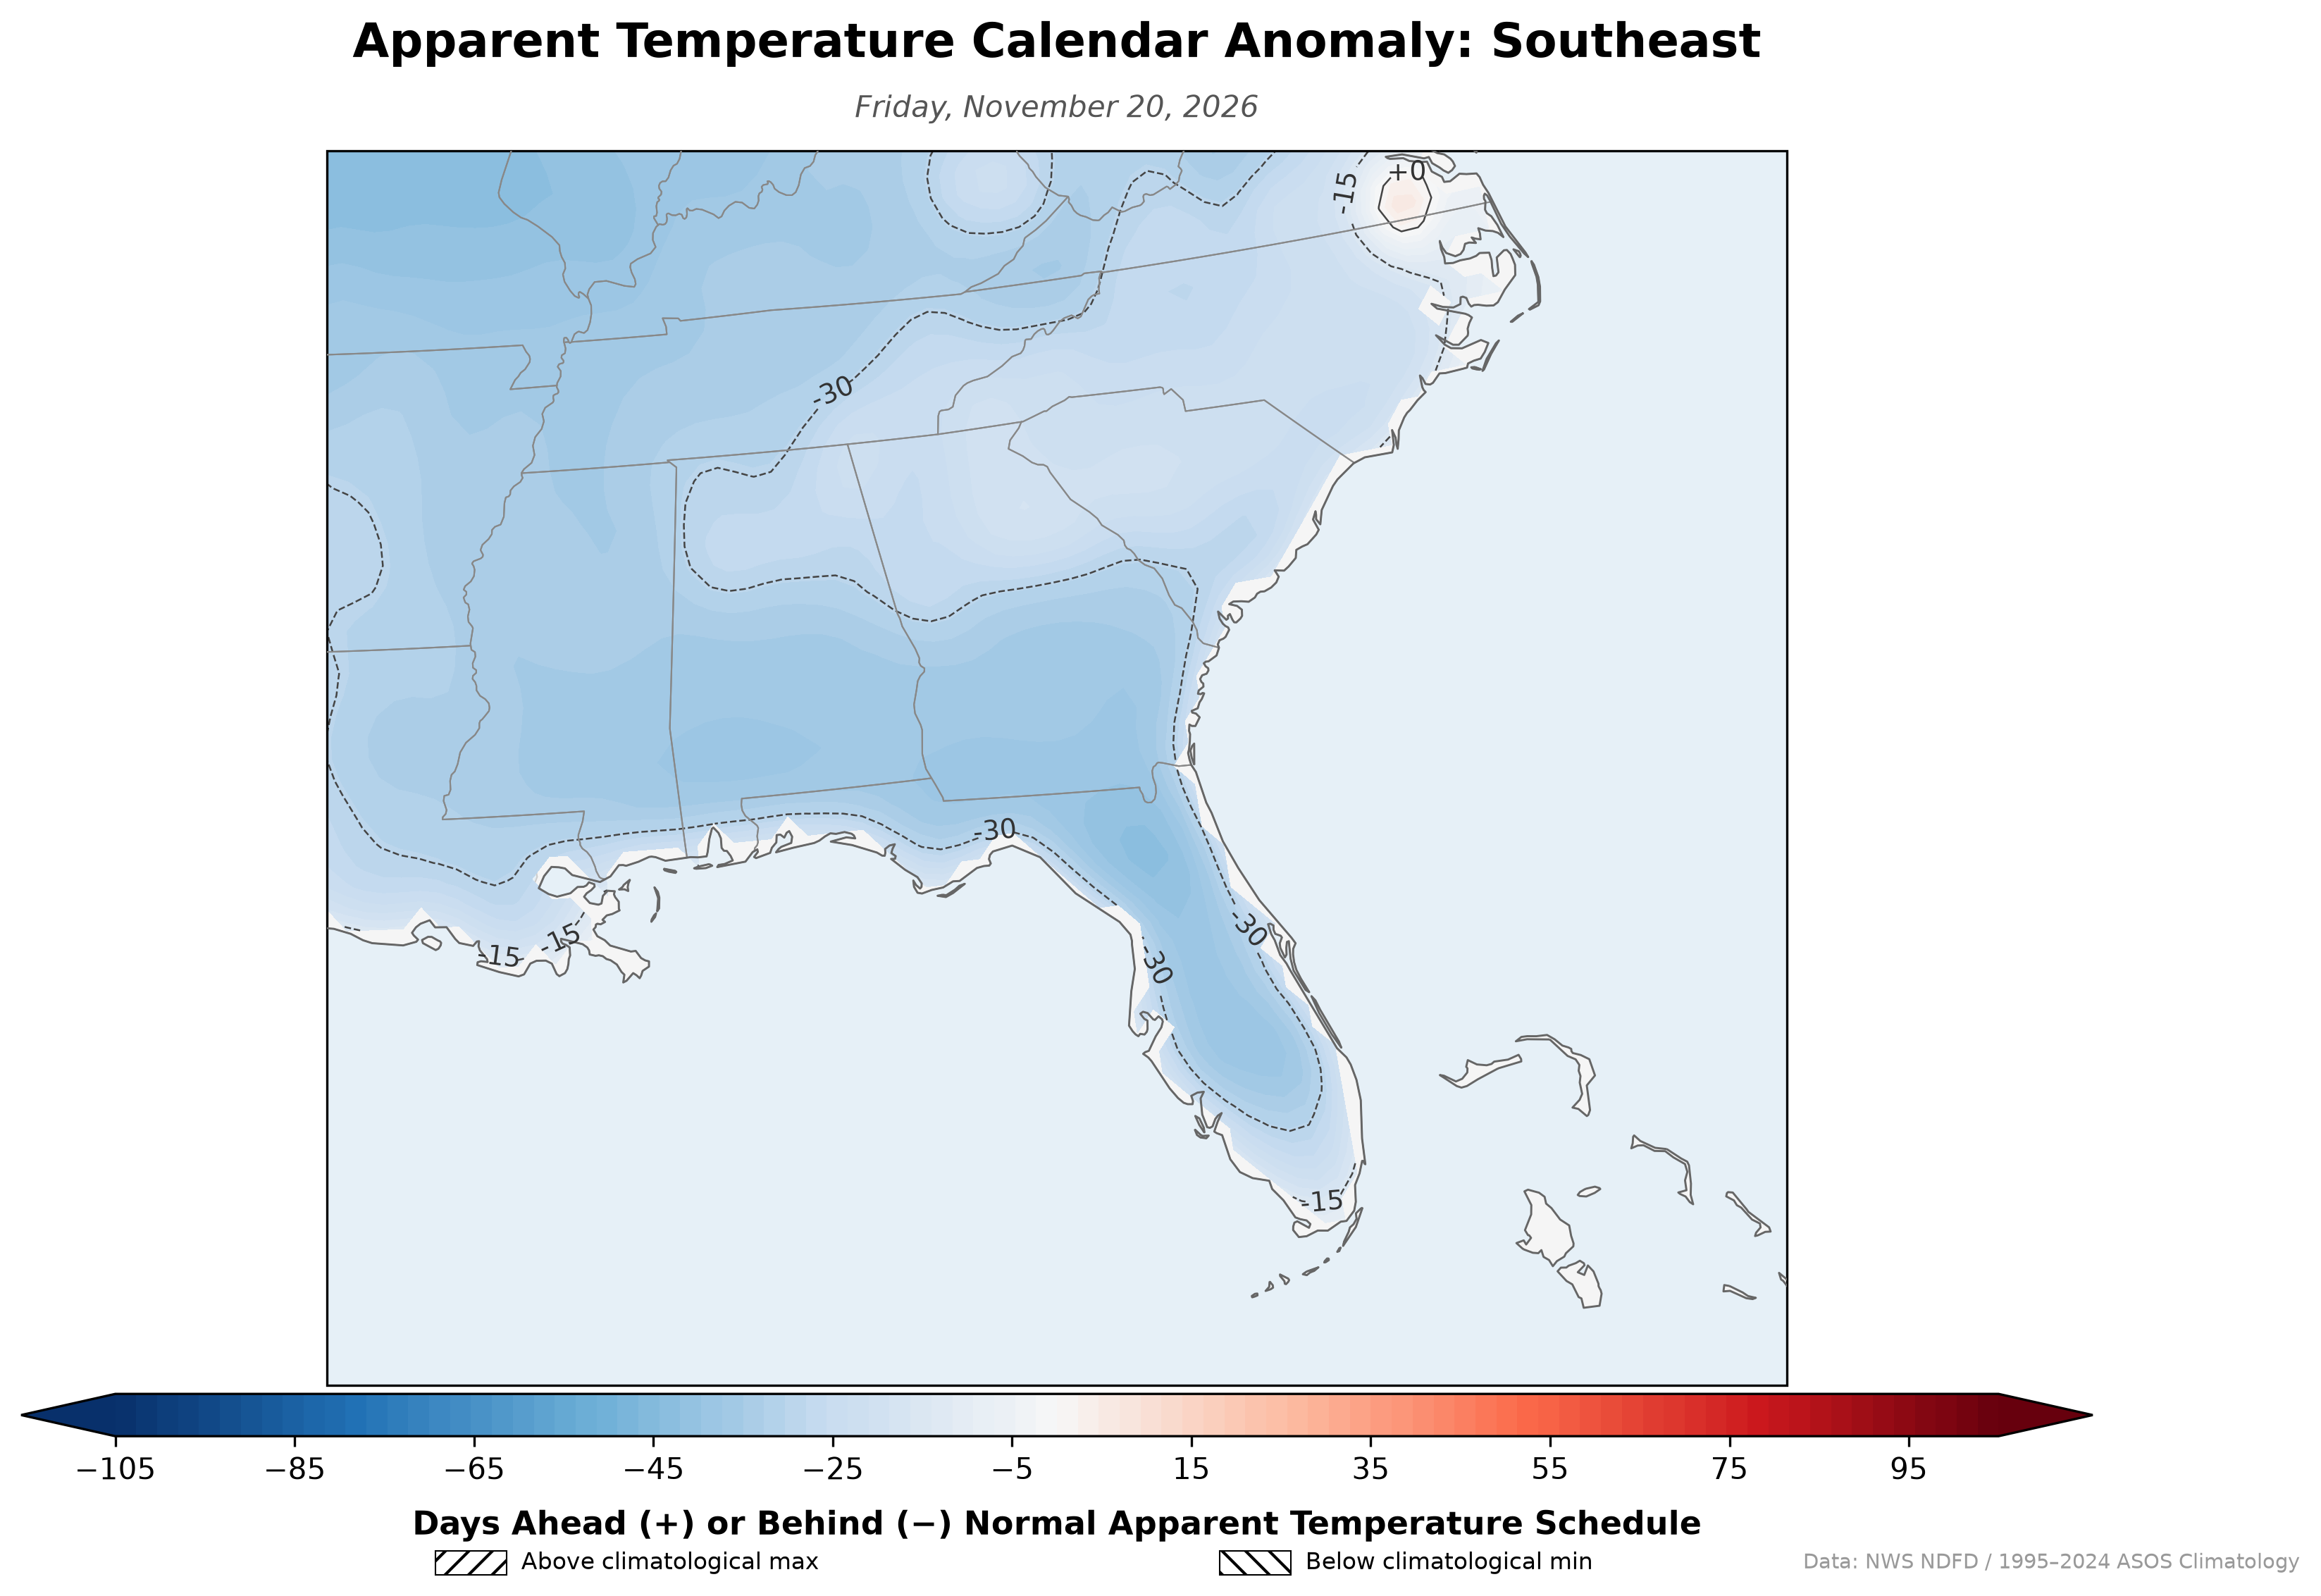 Apparent Temperature Calendar Anomaly: Southeast
Friday, November 20, 2026
+0
-15
-30
-30
-30
-30
-15
-15
-15
−105 −85 −65 −45 −25 −5 15 35 55 75 95
Days Ahead (+) or Behind (−) Normal Apparent Temperature Schedule
Above climatological max
Below climatological min
Data: NWS NDFD / 1995–2024 ASOS Climatology